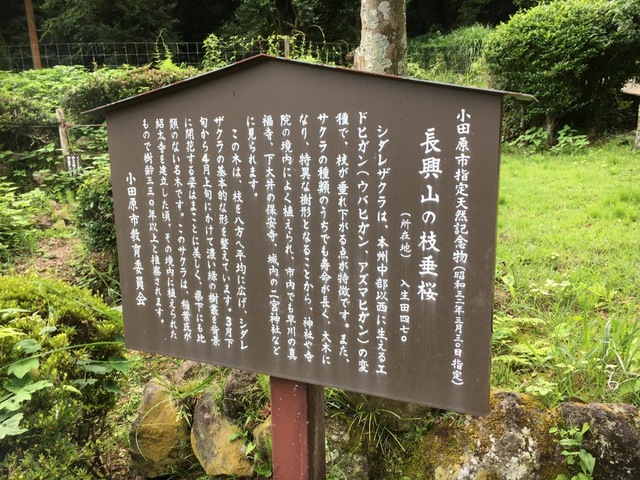 小田原市指定天然記念物(昭和三二年三月三〇日指定)
長興山の枝垂桜
(所在地) 入生田四七〇
シダレザクラは、本州中部以西に生えるエ
ドヒガン(ウバヒガン、アズマヒガン)の変
種で、枝が垂れ下がる点が特徴です。また、
サクラの種類のうちでも寿命が長く、大木に
なり、特異な樹形となることから、神社や寺
院の境内によく植えられ、市内でも早川の真
福寺、下大井の保安寺、城内の二宮神社など
に見られます。
この木は、枝を八方へ平均に広げ、シダレ
ザクラの基本的な形を整えています。3月下
旬から4月上旬にかけて濃い緑の樹叢を背景
に開花する姿はまことに美しく、県下にも比
類のない名木です。このサクラは、稲葉氏が
紹太寺を建立した頃、その境内に植えられた
もので樹齢三三〇年以上と推察されます。
小田原市教育委員会